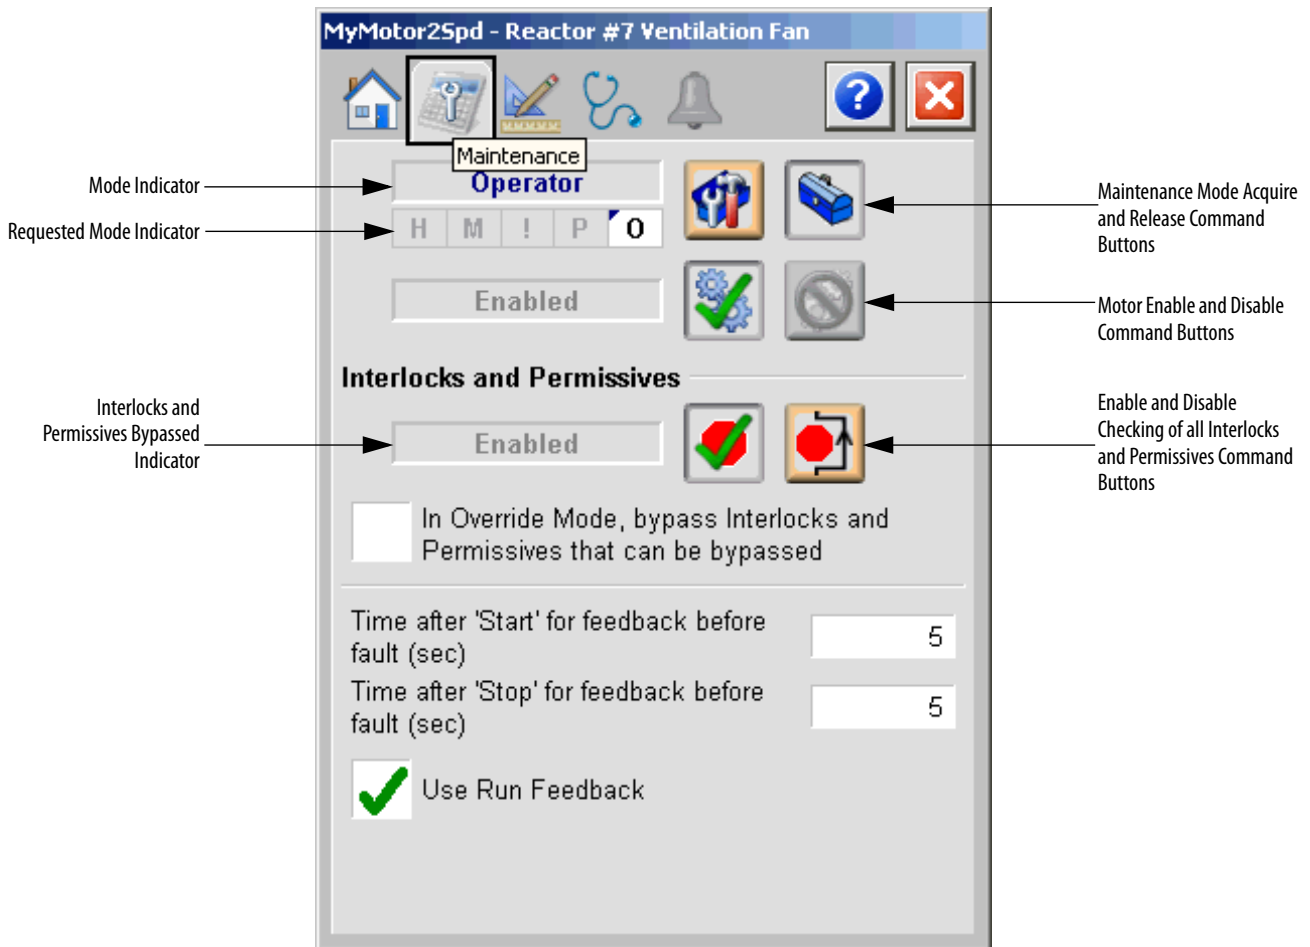 MyMotor2Spd - Reactor #7 Ventilation Fan
?
Maintenance
Operator
H M ! P O
Enabled
Interlocks and Permissives
Enabled
In Override Mode, bypass Interlocks and
Permissives that can be bypassed
Time after 'Start' for feedback before
fault (sec)
5
Time after 'Stop' for feedback before
fault (sec)
5
Use Run Feedback
Mode Indicator
Requested Mode Indicator
Interlocks and
Permissives Bypassed
Indicator
Maintenance Mode Acquire
and Release Command
Buttons
Motor Enable and Disable
Command Buttons
Enable and Disable
Checking of all Interlocks
and Permissives Command
Buttons